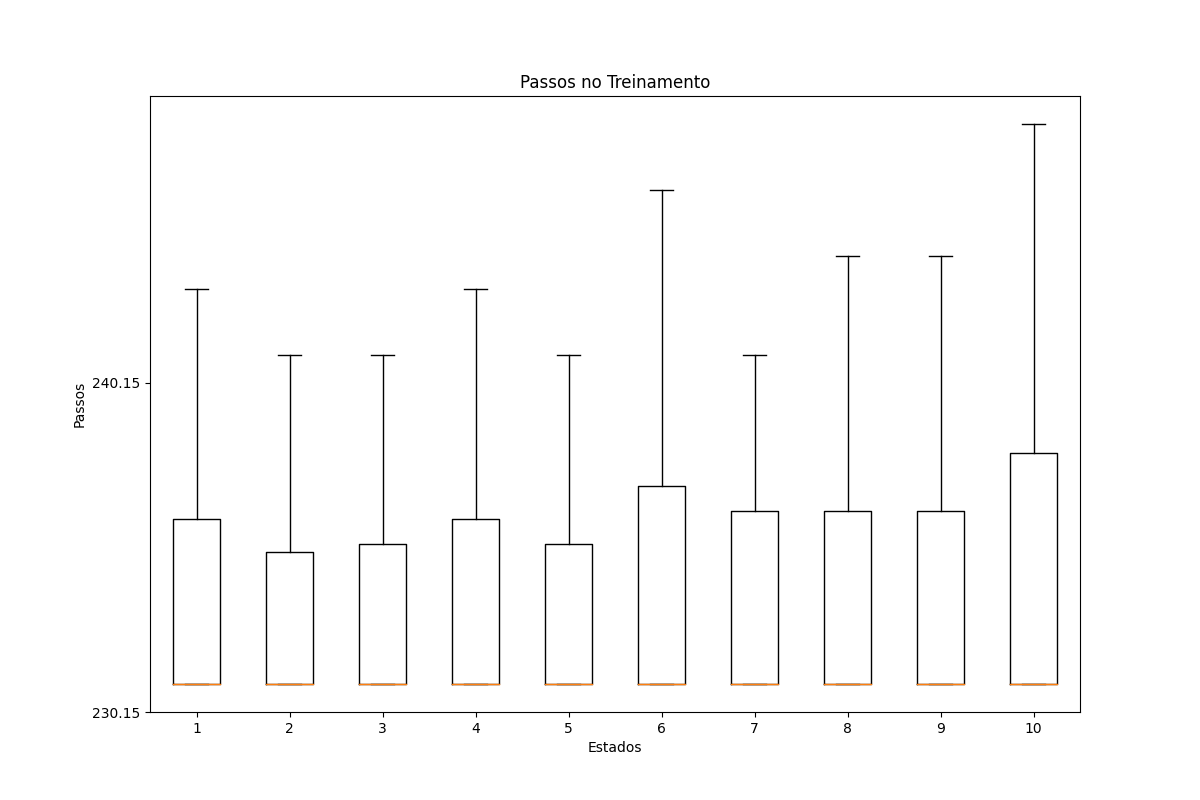 Passos no Treinamento
Passos
240.15
230.15
1 2 3 4 5 6 7 8 9 10
Estados